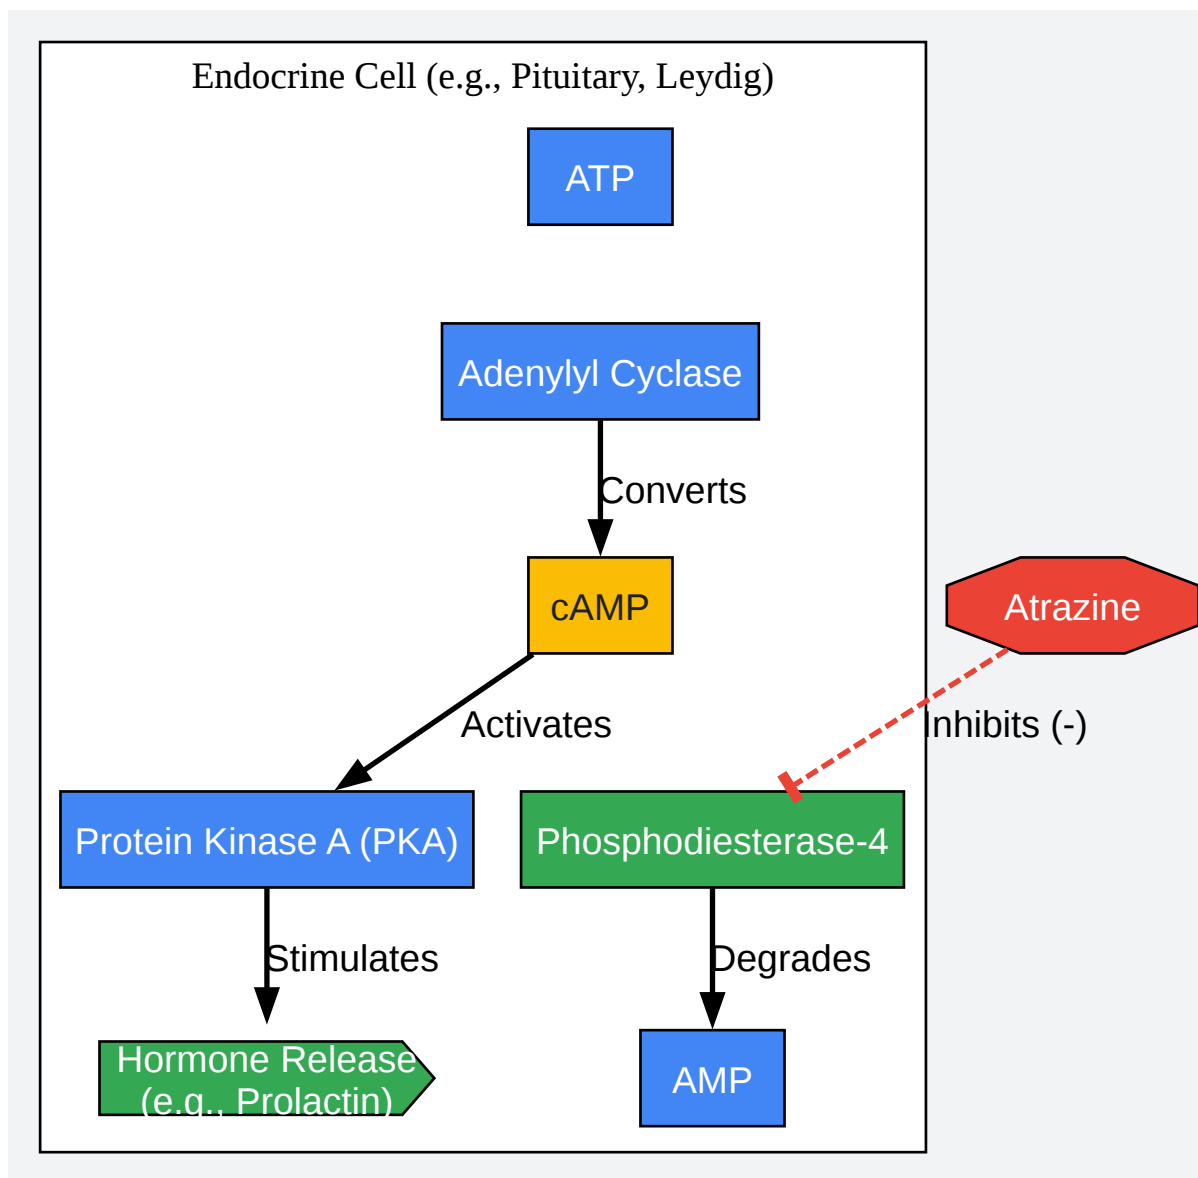 Endocrine Cell (e.g., Pituitary, Leydig)
ATP
Adenylyl Cyclase
Converts
cAMP
Atrazine
Activates
Inhibits (-)
Protein Kinase A (PKA)
Phosphodiesterase-4
Stimulates
Degrades
Hormone Release
(e.g., Prolactin)
AMP